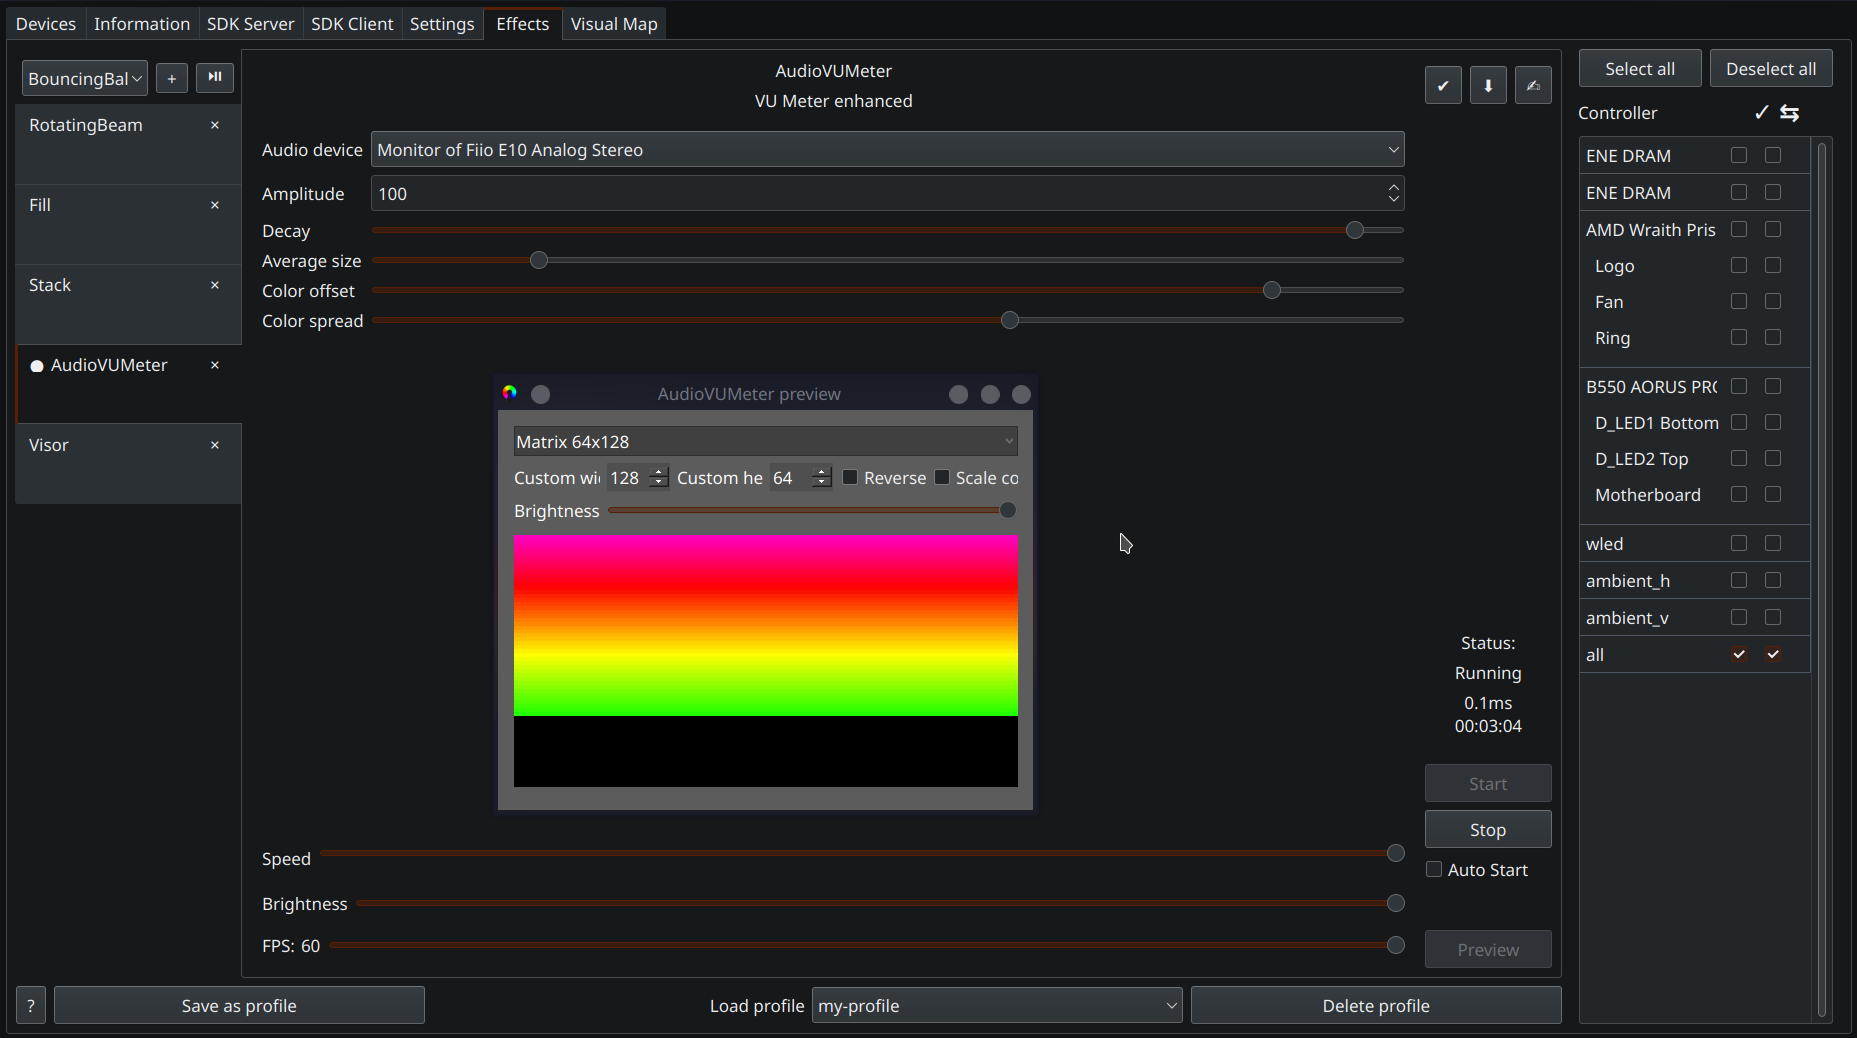 Devices Information SDK Server SDK Client Settings Effects Visual Map
BouncingBal
+
RotatingBeam ×
Fill ×
Stack ×
AudioVUMeter ×
Visor ×
AudioVUMeter
VU Meter enhanced
Audio device Monitor of Fiio E10 Analog Stereo
Amplitude 100
Decay
Average size
Color offset
Color spread
AudioVUMeter preview
Matrix 64x128
Custom wi 128 Custom he 64 Reverse Scale co
Brightness
Speed
Brightness
FPS: 60
Status:
Running
0.1ms
00:03:04
Start
Stop
Auto Start
Preview
Select all Deselect all
Controller
ENE DRAM
ENE DRAM
AMD Wraith Pris
Logo
Fan
Ring
B550 AORUS PRO
D_LED1 Bottom
D_LED2 Top
Motherboard
wled
ambient_h
ambient_v
all
? Save as profile Load profile my-profile Delete profile